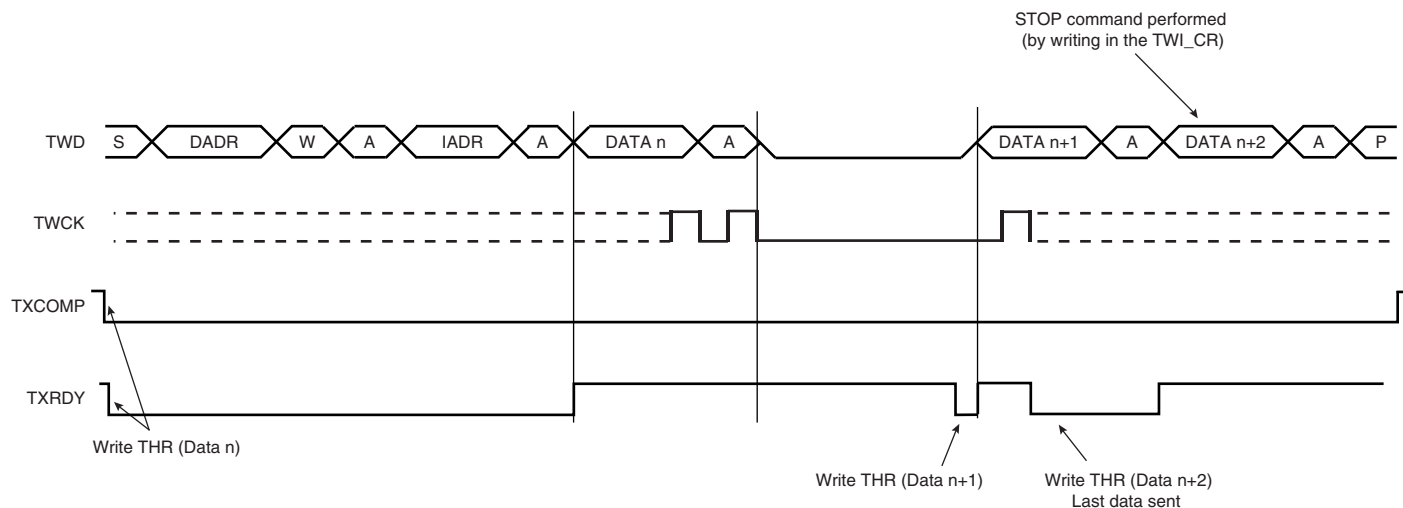 STOP command performed
(by writing in the TWI_CR)
TWD S DADR W A IADR A DATA n A DATA n+1 A DATA n+2 A P
TWCK
TXCOMP
TXRDY
Write THR (Data n)
Write THR (Data n+1) Write THR (Data n+2)
Last data sent